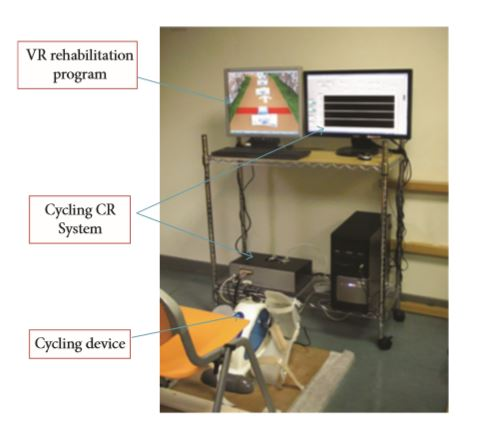 VR rehabilitation
program
Cycling CR
System
Cycling device